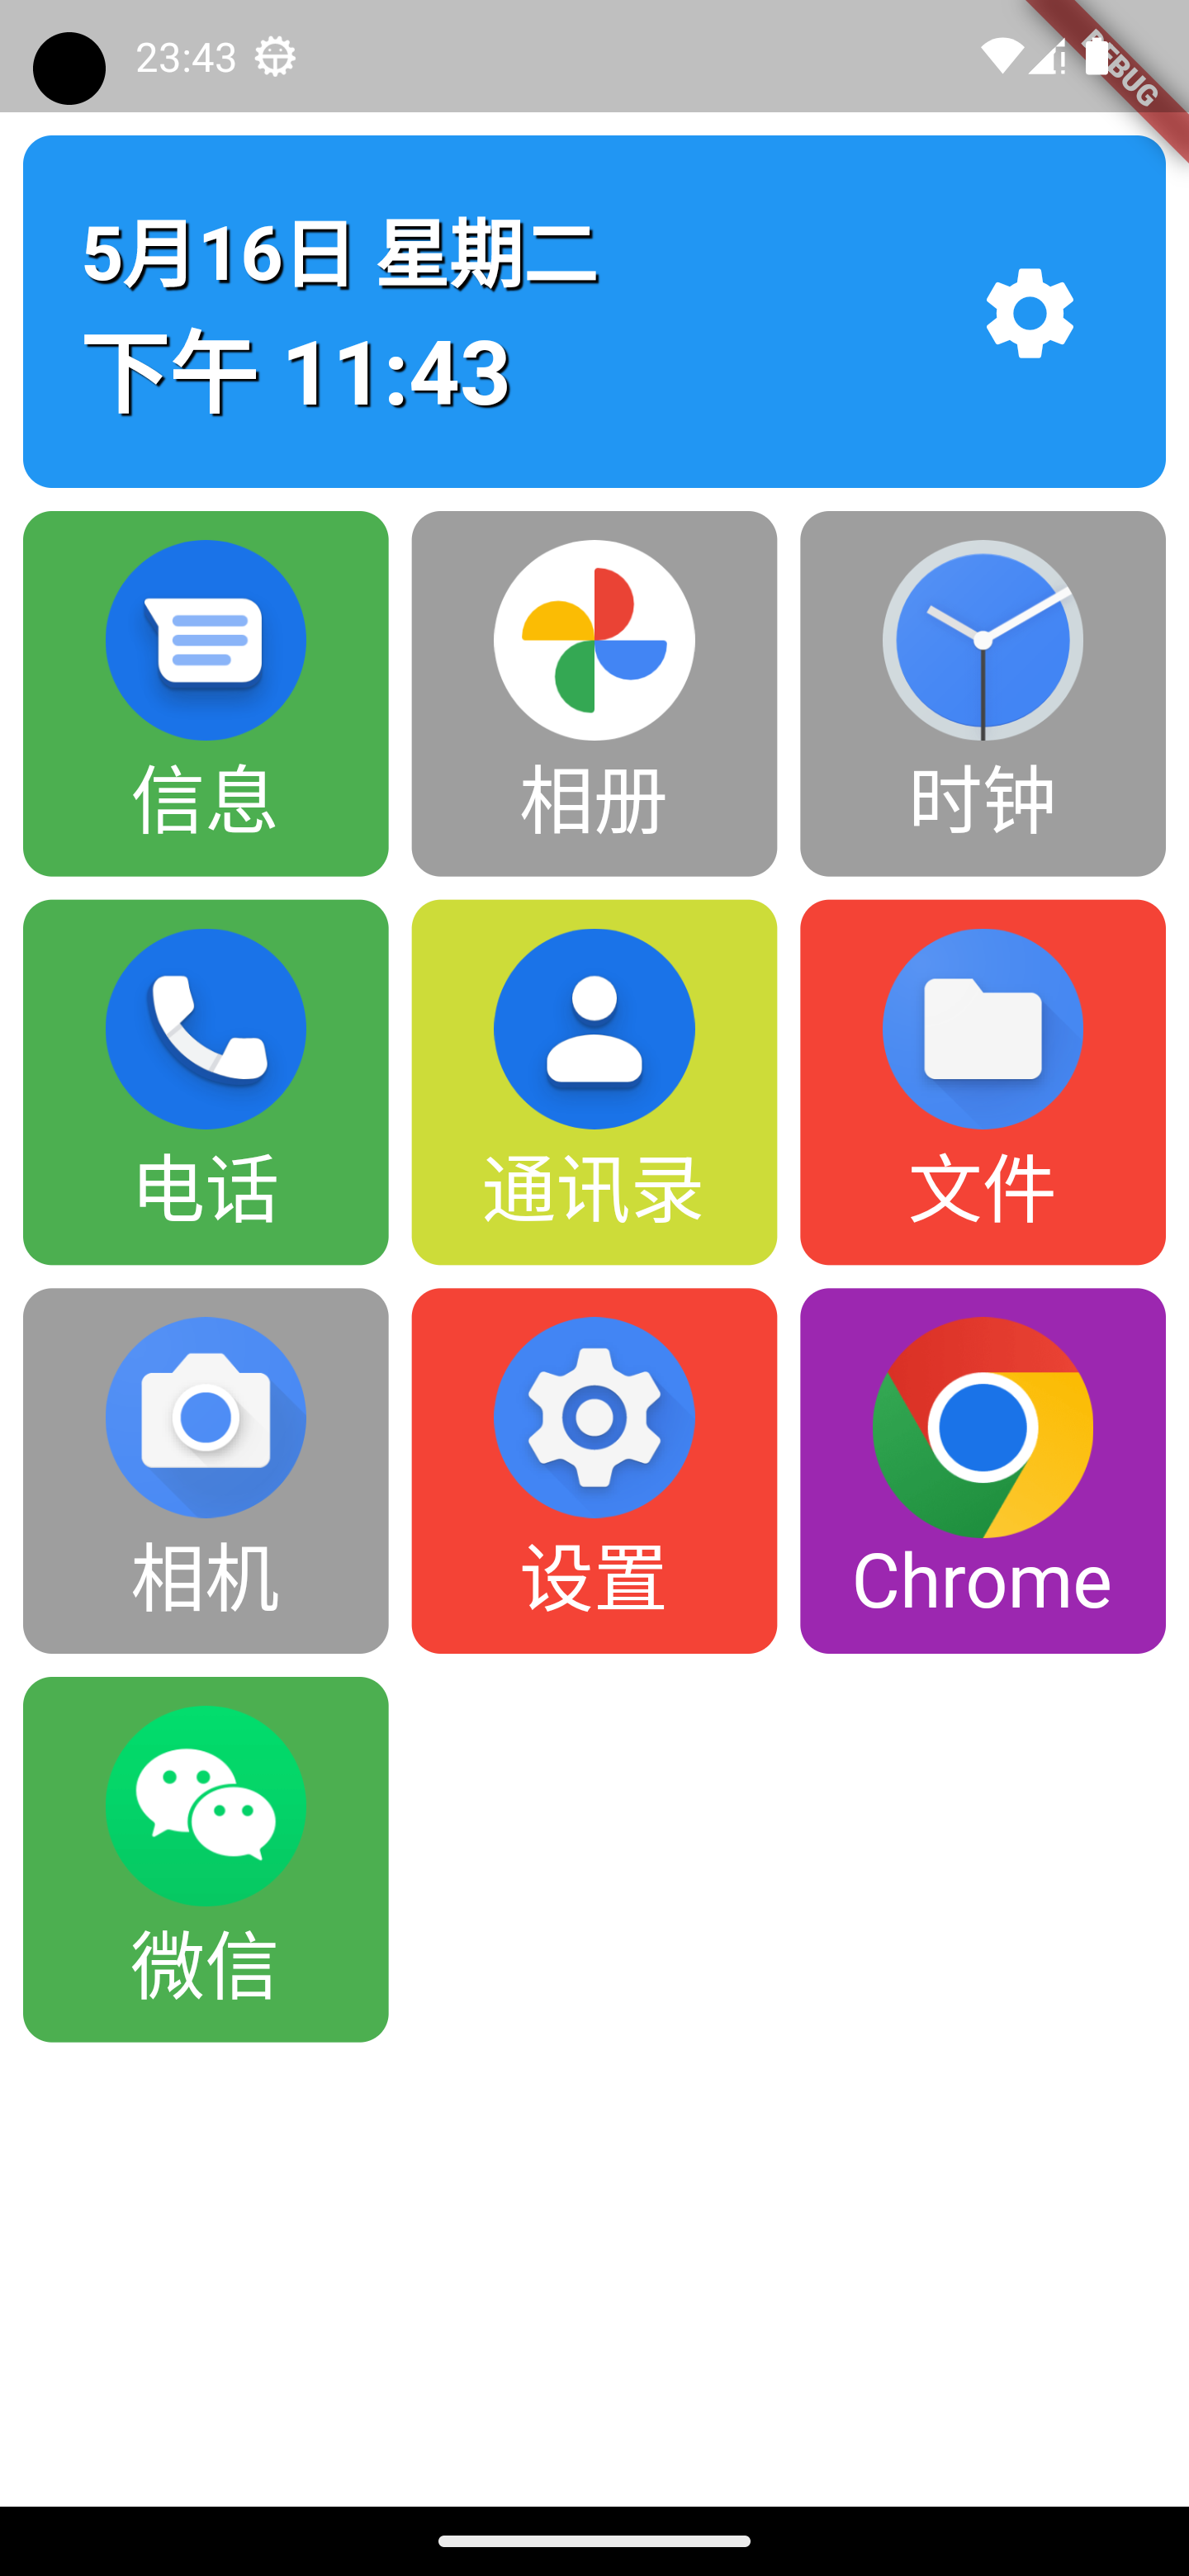 23:43
DEBUG
5月16日 星期二
下午 11:43
信息
相册
时钟
电话
通讯录
文件
相机
设置
Chrome
微信